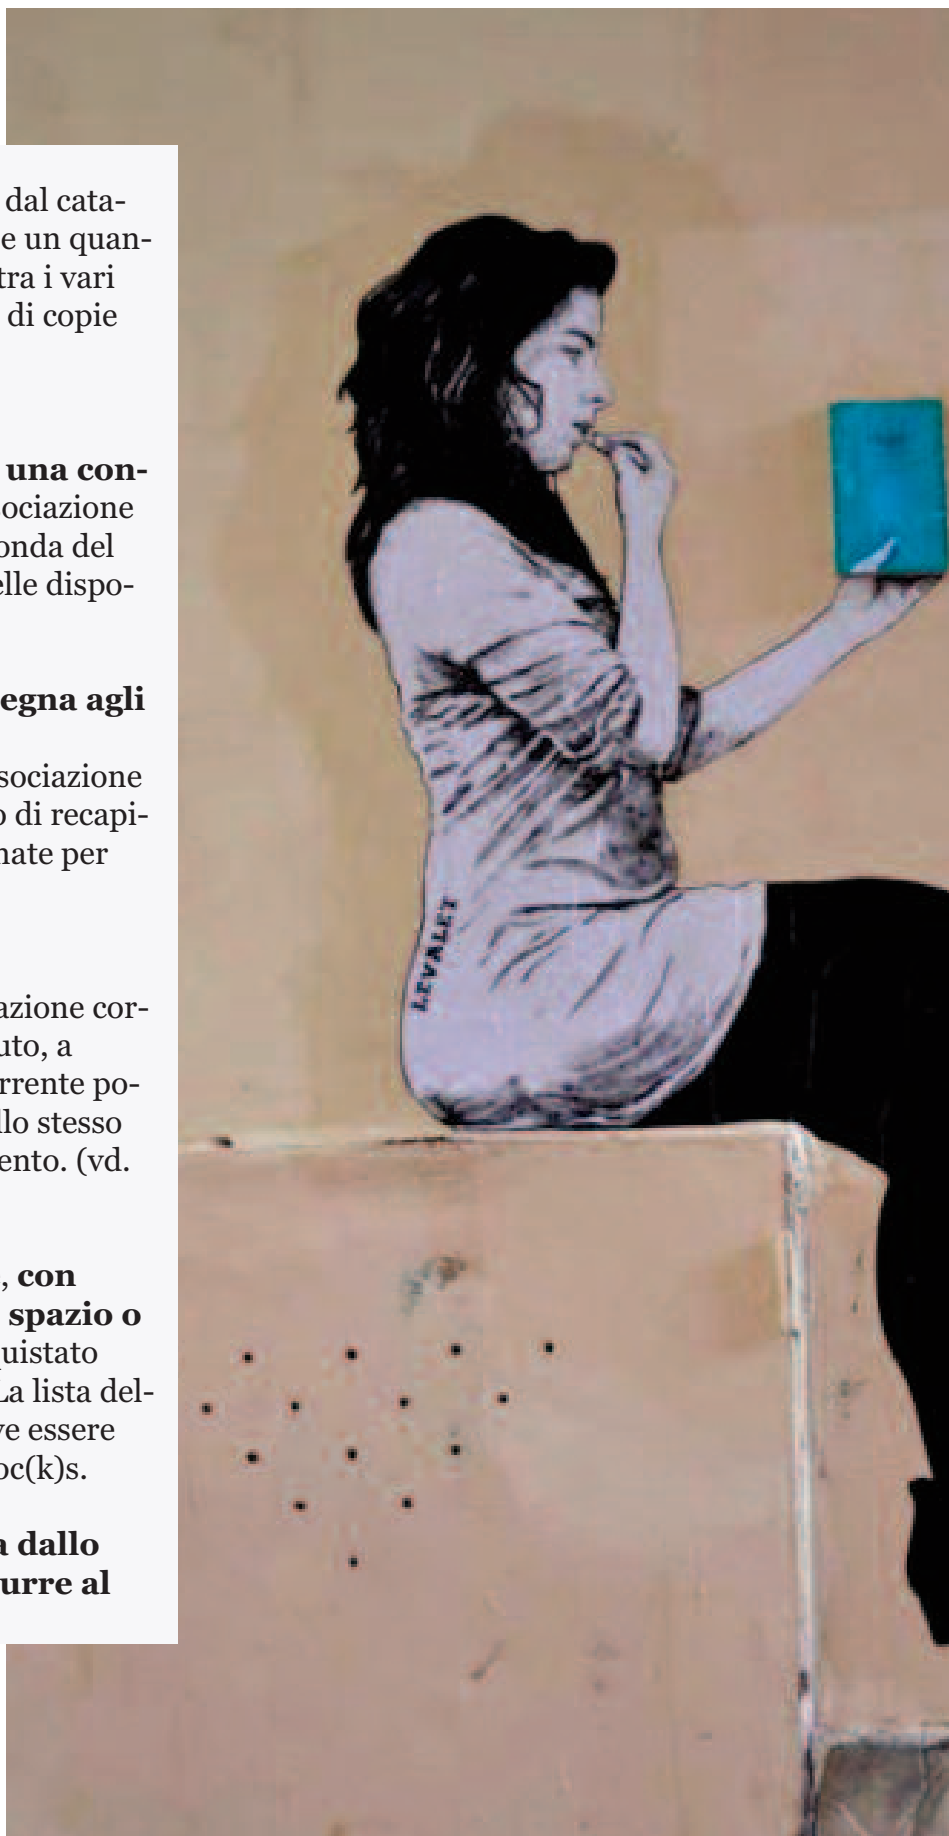 dal cata-
e un quan-
tra i vari
di copie
una con-
ociazione
onda del
elle dispo-
egna agli
sociazione
o di recapi-
nate per
azione cor-
uto, a
rrente po-
llo stesso
ento. (vd.
, con
spazio o
quistato
La lista del-
ve essere
oc(k)s.
a dallo
urre al
LEVALET